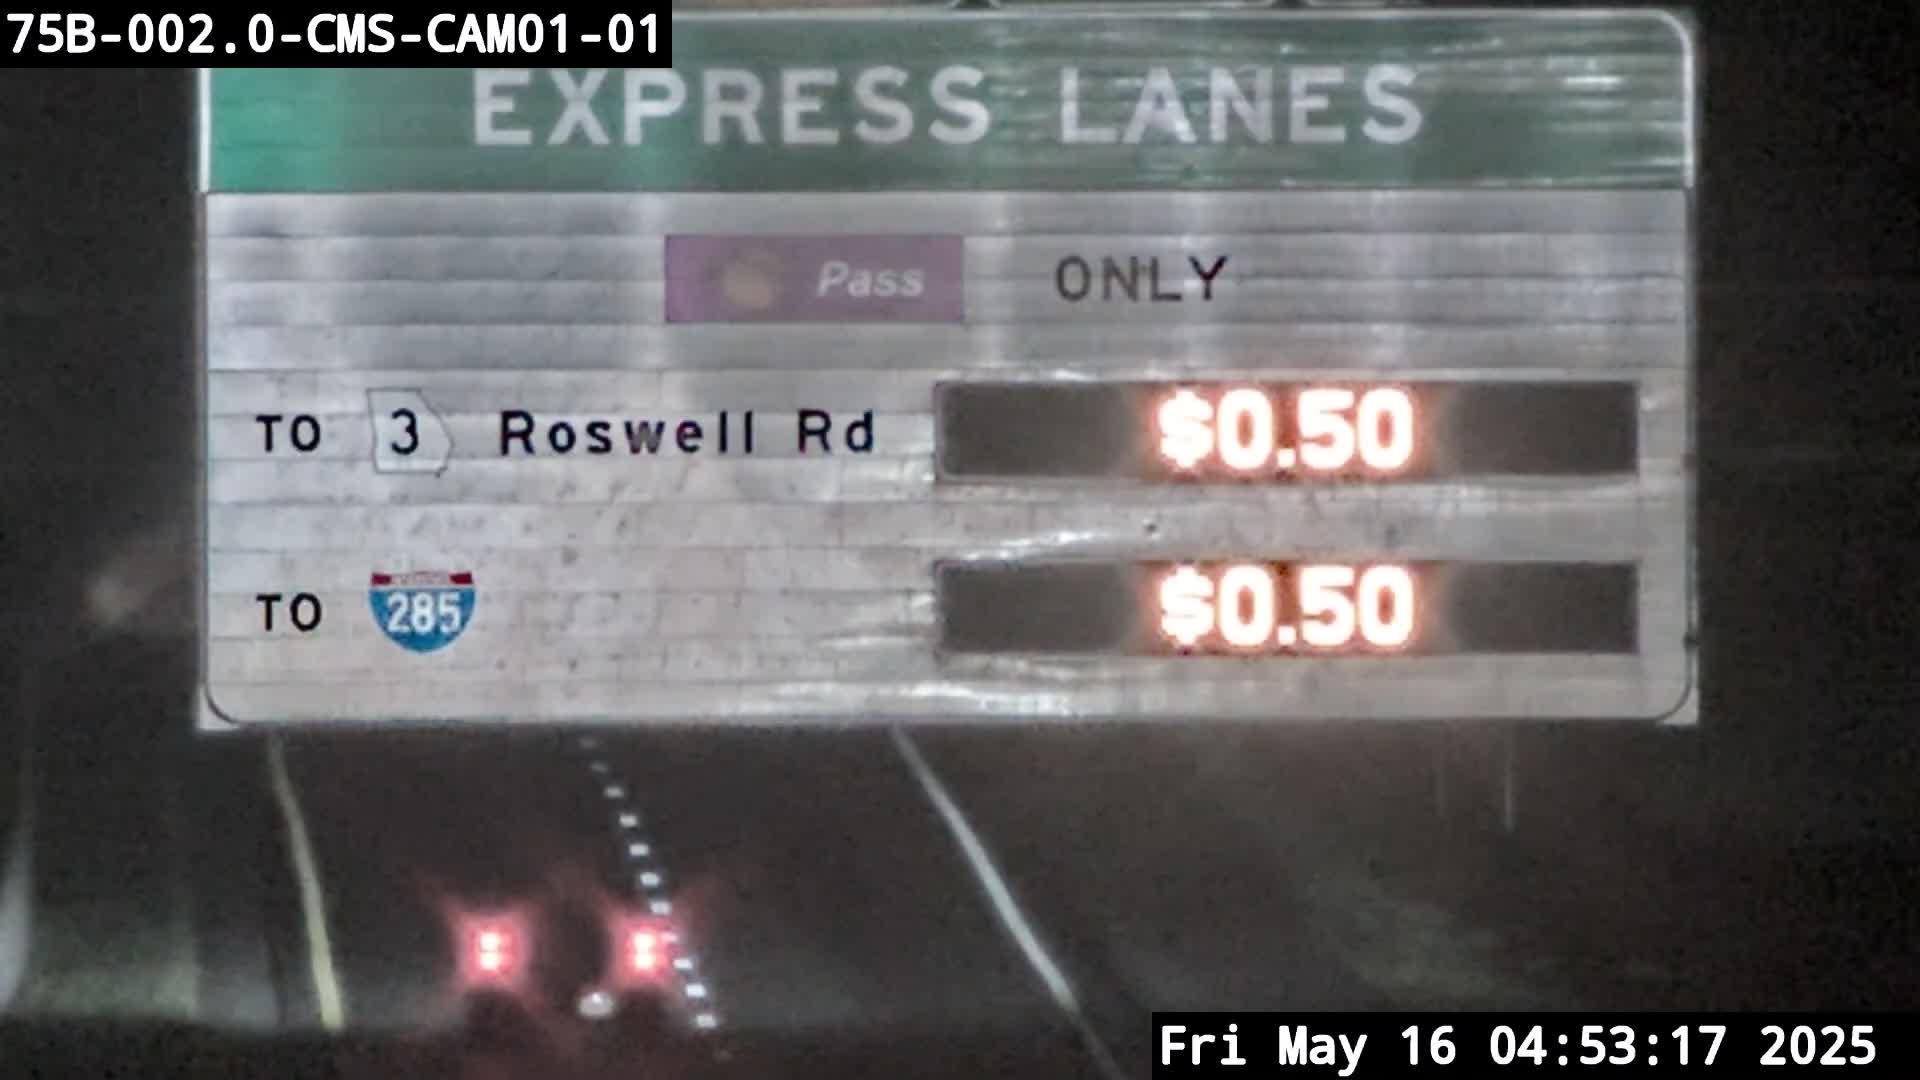 75B-002.0-CMS-CAM01-01
EXPRESS LANES
Pass ONLY
TO 3 Roswell Rd $0.50
TO 285 $0.50
Fri May 16 04:53:17 2025